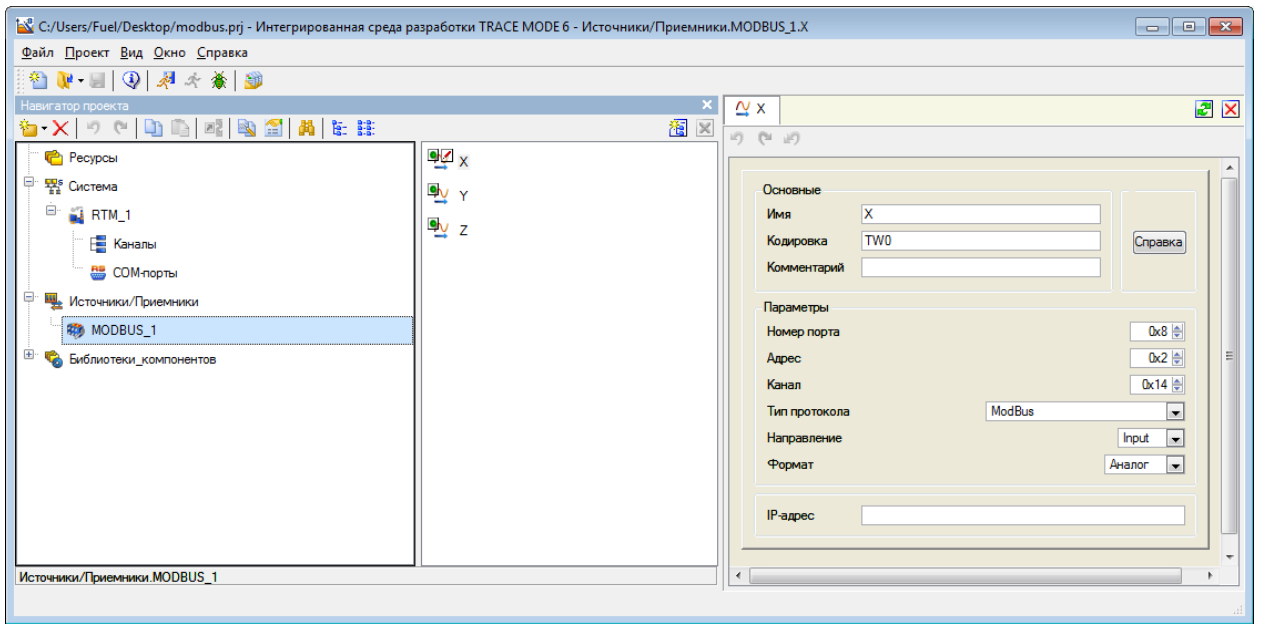 C:/Users/Fuel/Desktop/modbus.prj - Интегрированная среда разработки TRACE MODE 6 - Источники/Приемники.MODBUS_1.X
Файл Проект Вид Окно Справка
Навигатор проекта
Ресурсы
Система
RTM_1
Каналы
COM-порты
Источники/Приемники
MODBUS_1
Библиотеки_компонентов
X
Y
Z
Источники/Приемники.MODBUS_1
X
Основные
Имя X
Кодировка TW0
Комментарий
Справка
Параметры
Номер порта 0x8
Адрес 0x2
Канал 0x14
Тип протокола ModBus
Направление Input
Формат Аналог
IP-адрес